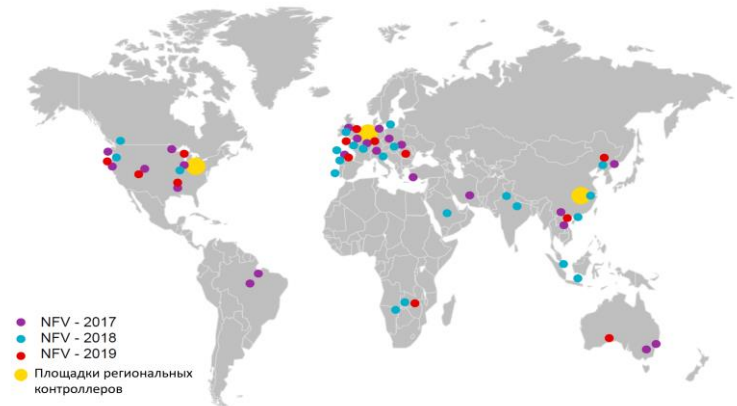 NFV - 2017
NFV - 2018
NFV - 2019
Площадки региональных
контроллеров